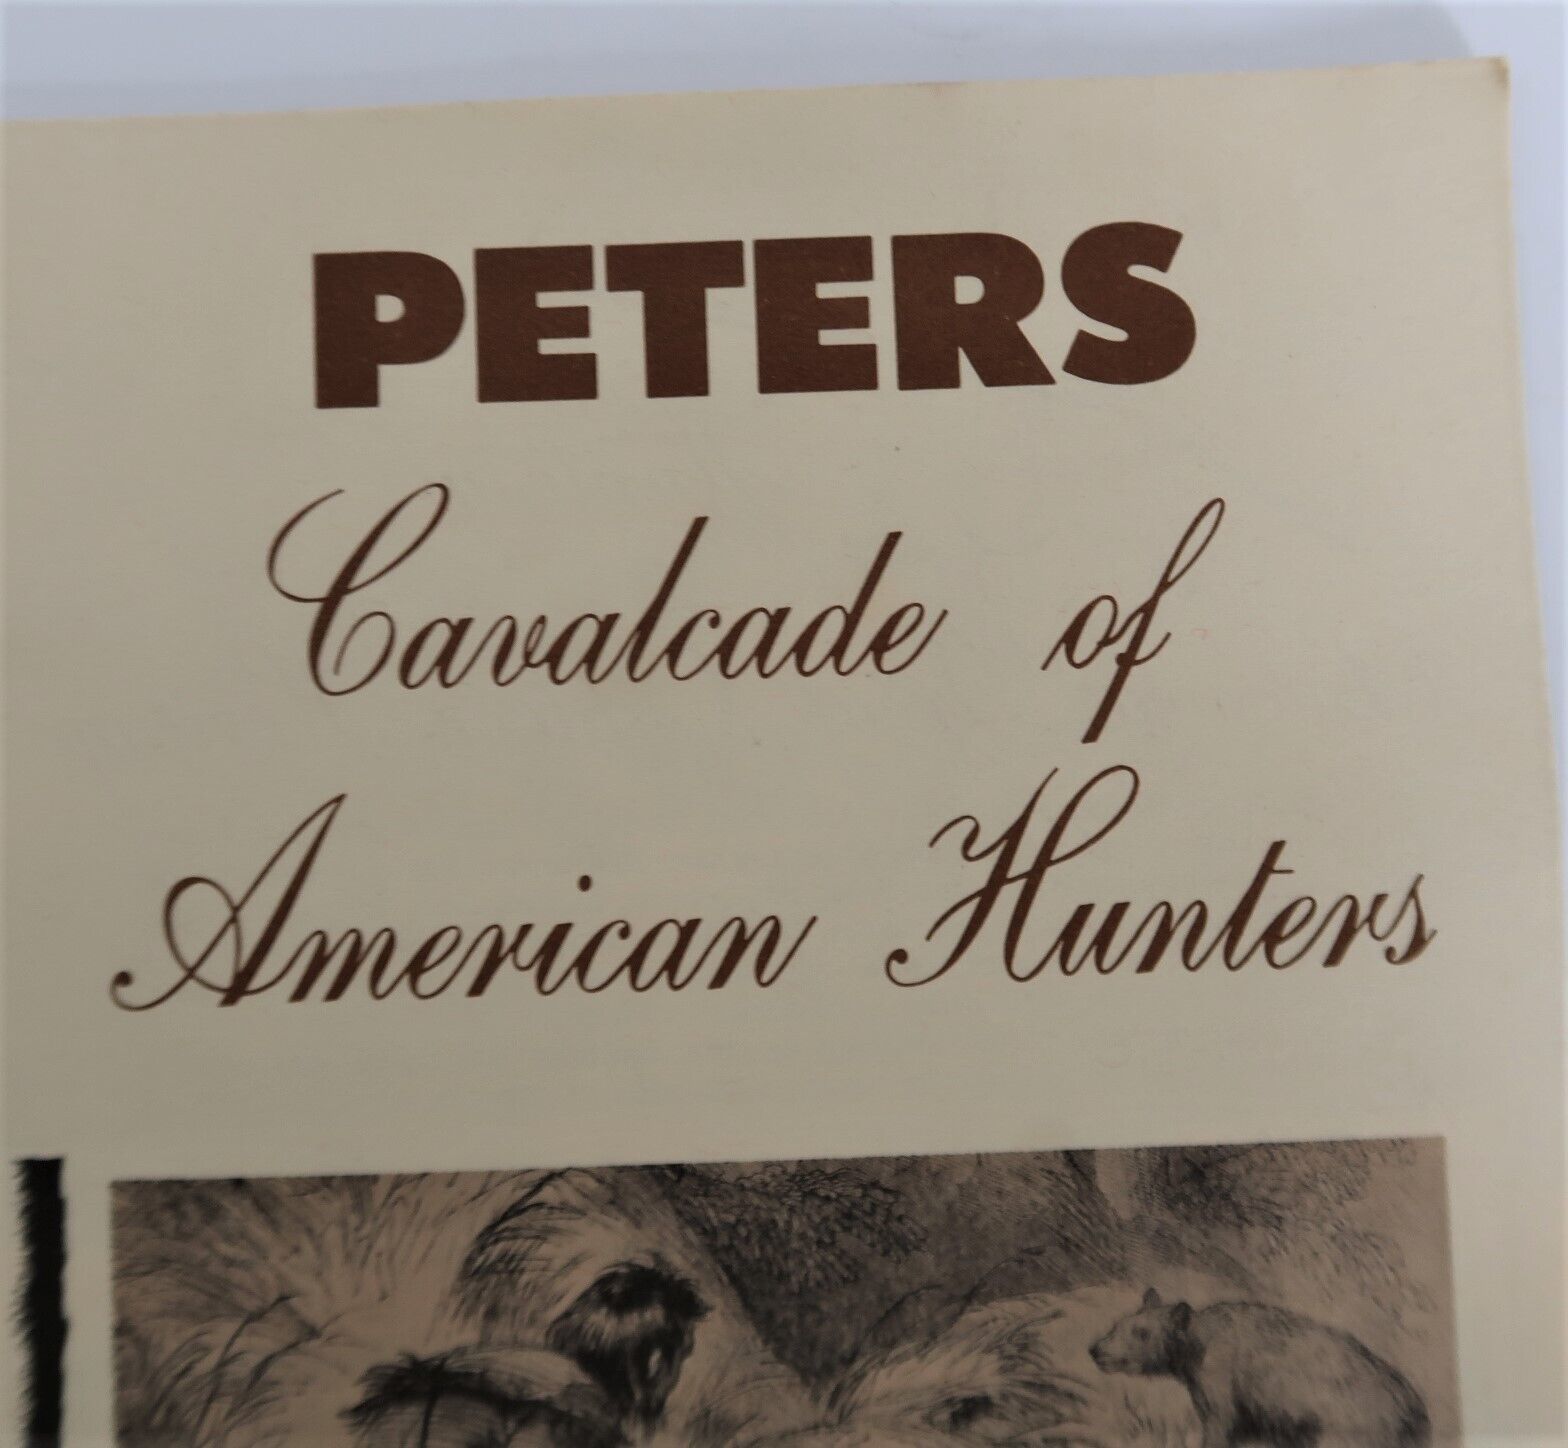 PETERS
Cavalcade of
American Hunters